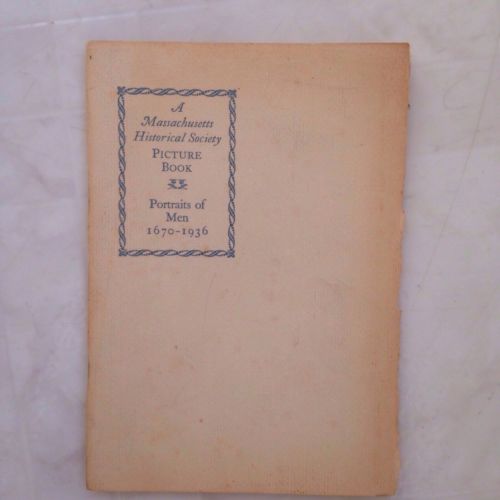 A
Massachusetts
Historical Society
PICTURE
BOOK
Portraits of
Men
1670-1936